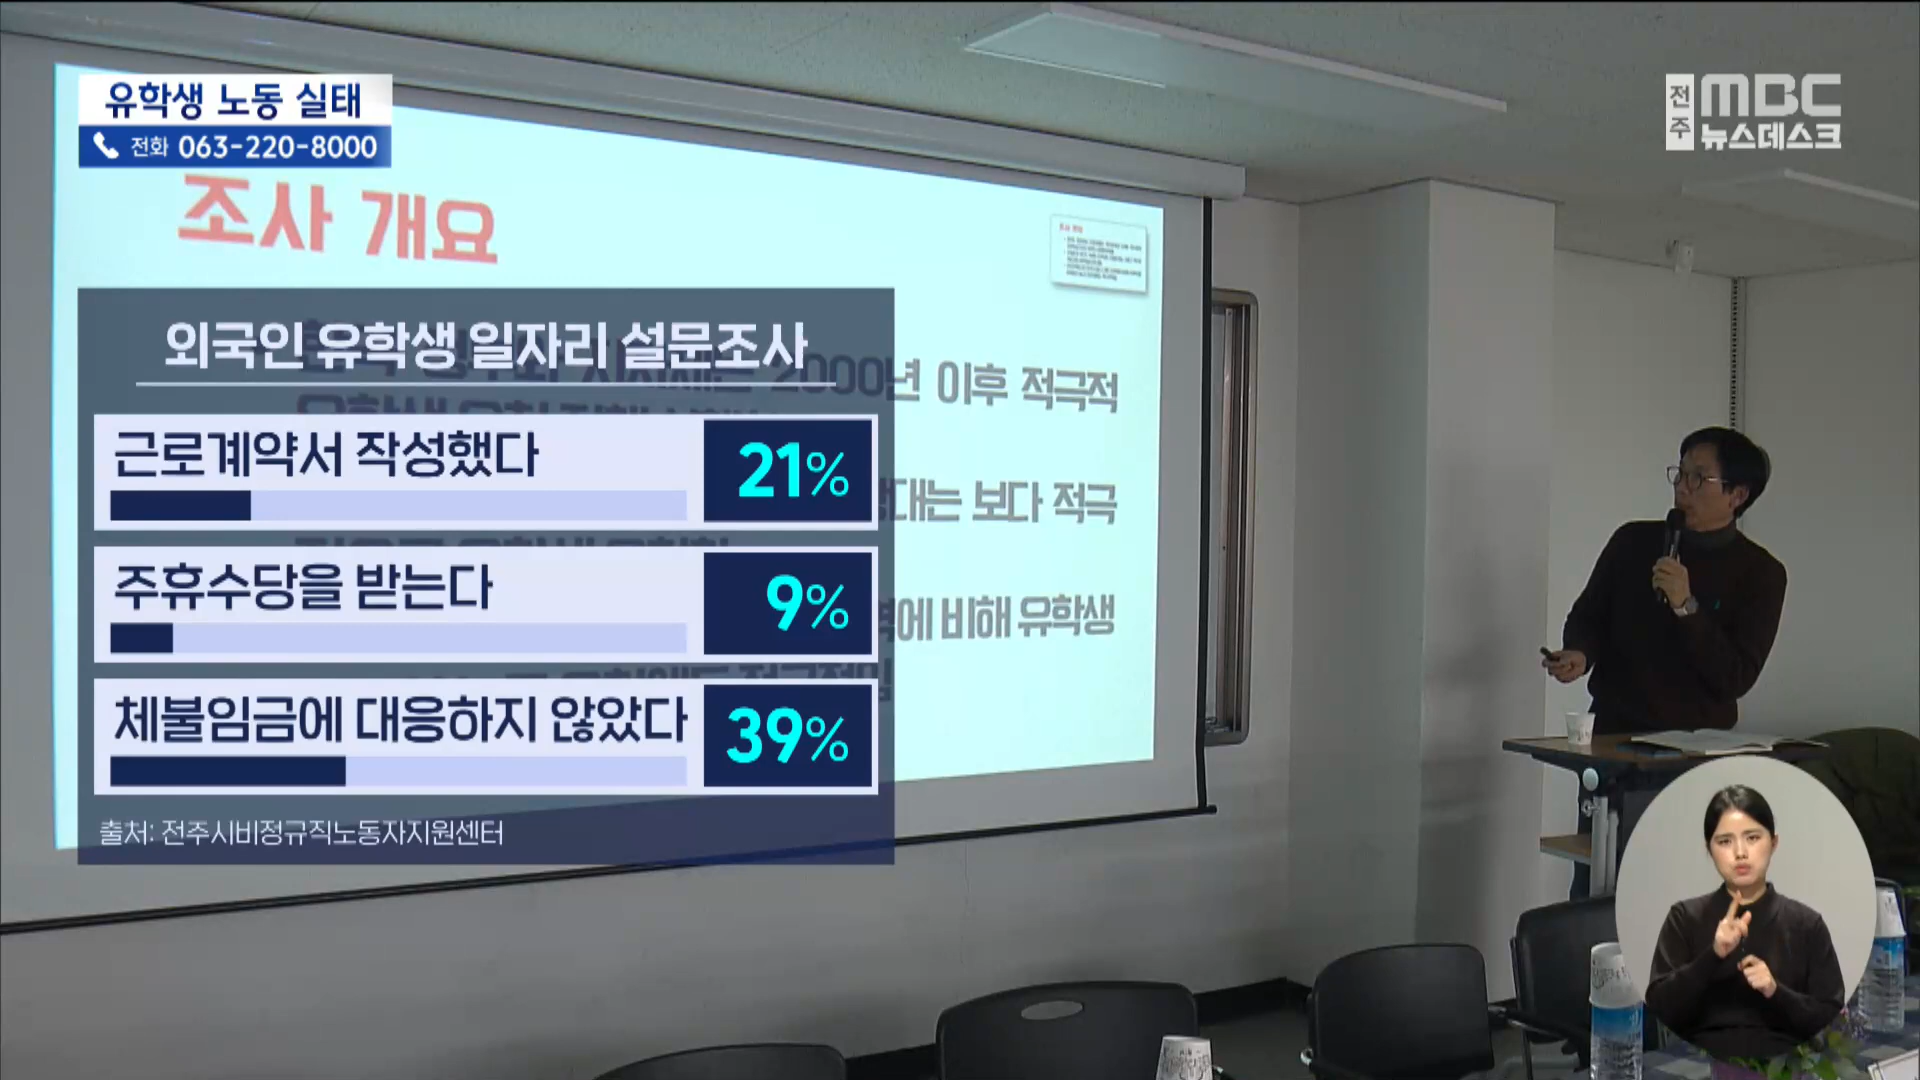 유학생 노동 실태
전화 063-220-8000
전주 MBC
뉴스데스크
조사 개요
외국인 유학생 일자리 설문조사
2000년 이후 적극적
근로계약서 작성했다 21%
보다 적극
주휴수당을 받는다 9%
비해 유학생
체불임금에 대응하지 않았다 39%
출처: 전주시비정규직노동자지원센터